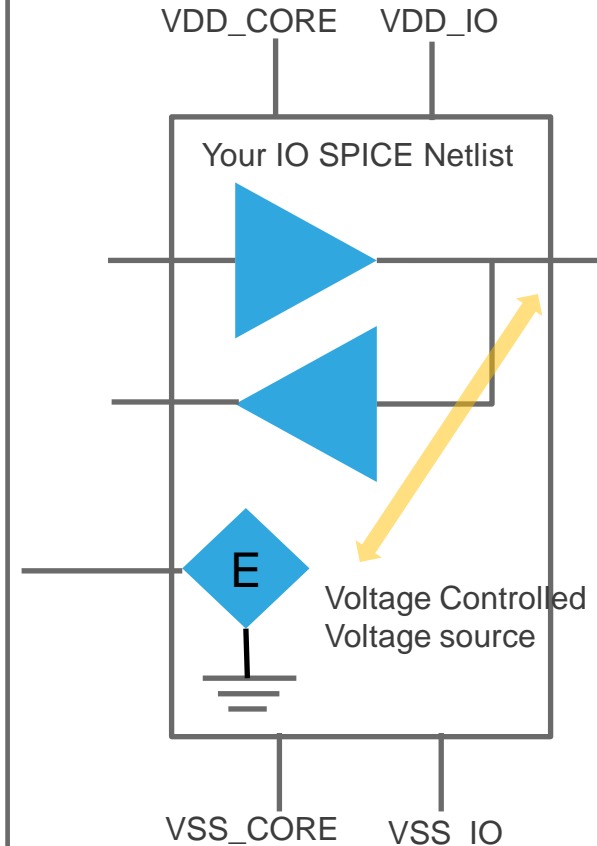 VDD_CORE VDD_IO
Your IO SPICE Netlist
E
Voltage Controlled
Voltage source
VSS_CORE VSS_IO